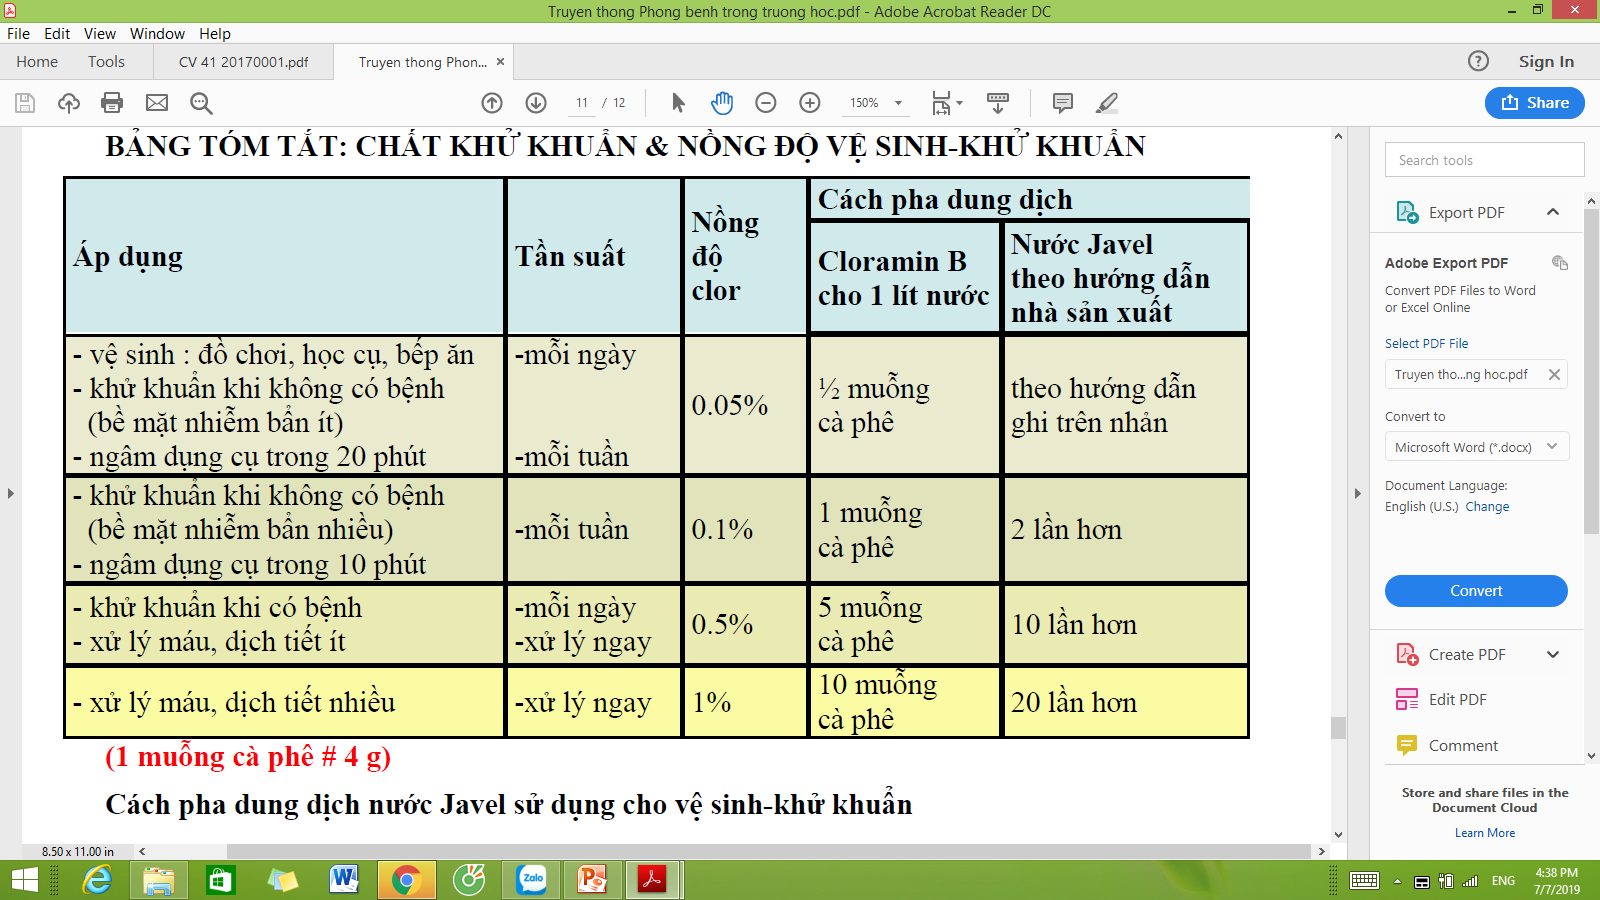 Truyen thong Phong benh trong truong hoc.pdf - Adobe Acrobat Reader DC
File Edit View Window Help
Home Tools CV 41 20170001.pdf Truyen thong Phon... ×
11 / 12 150% Share
? Sign In
BẢNG TÓM TẮT: CHẤT KHỬ KHUẨN & NỒNG ĐỘ VỆ SINH-KHỬ KHUẨN
Áp dụng
Tần suất
Nồng
độ
clor
Cách pha dung dịch
Cloramin B
cho 1 lít nước
Nước Javel
theo hướng dẫn
nhà sản xuất
- vệ sinh : đồ chơi, học cụ, bếp ăn
- khử khuẩn khi không có bệnh
(bề mặt nhiễm bẩn ít)
- ngâm dụng cụ trong 20 phút
-mỗi ngày
-mỗi tuần
0.05%
½ muỗng
cà phê
theo hướng dẫn
ghi trên nhản
- khử khuẩn khi không có bệnh
(bề mặt nhiễm bẩn nhiều)
- ngâm dụng cụ trong 10 phút
-mỗi tuần
0.1%
1 muỗng
cà phê
2 lần hơn
- khử khuẩn khi có bệnh
- xử lý máu, dịch tiết ít
-mỗi ngày
-xử lý ngay
0.5%
5 muỗng
cà phê
10 lần hơn
- xử lý máu, dịch tiết nhiều
-xử lý ngay
1%
10 muỗng
cà phê
20 lần hơn
(1 muỗng cà phê # 4 g)
Cách pha dung dịch nước Javel sử dụng cho vệ sinh-khử khuẩn
8.50 x 11.00 in
Search tools
Export PDF
Adobe Export PDF
Convert PDF Files to Word
or Excel Online
Select PDF File
Truyen tho...ng hoc.pdf
Convert to
Microsoft Word (*.docx)
Document Language:
English (U.S.) Change
Convert
Create PDF
Edit PDF
Comment
Store and share files in the
Document Cloud
Learn More
Zalo
ENG
4:38 PM
7/7/2019